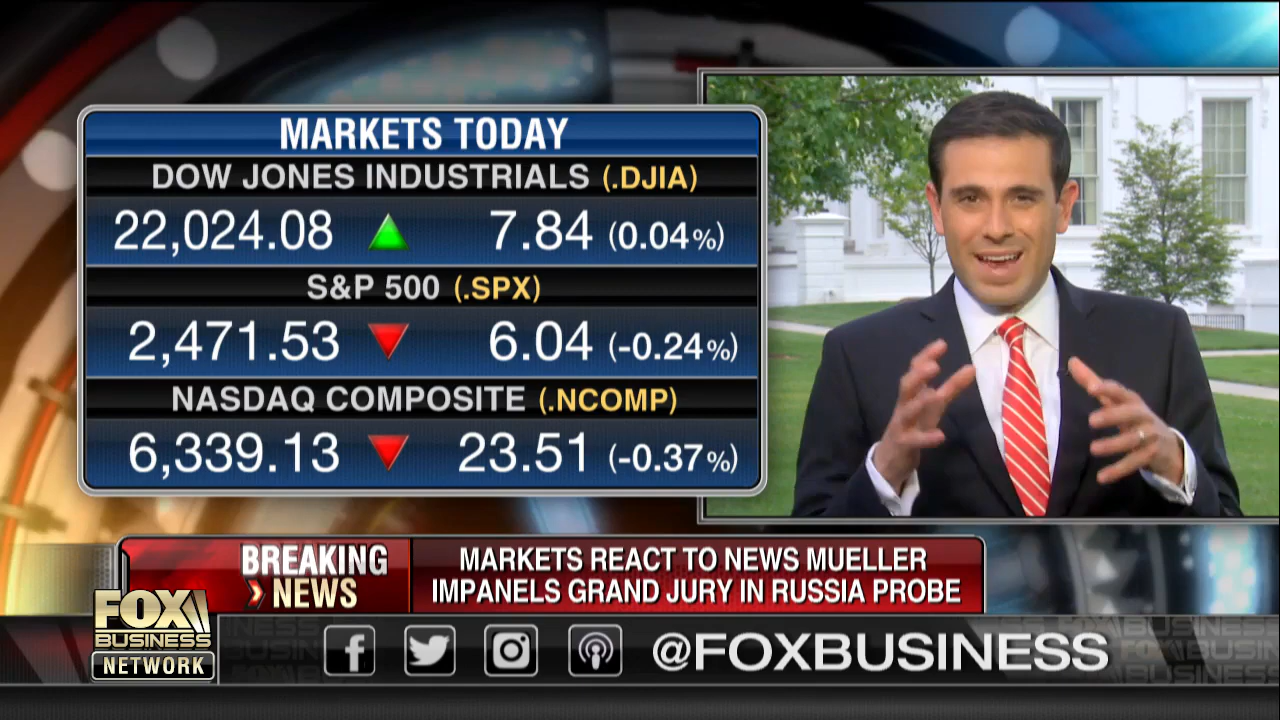 MARKETS TODAY
DOW JONES INDUSTRIALS (.DJIA)
22,024.08 7.84 (0.04%)
S&P 500 (.SPX)
2,471.53 6.04 (-0.24%)
NASDAQ COMPOSITE (.NCOMP)
6,339.13 23.51 (-0.37%)
BREAKING
NEWS
MARKETS REACT TO NEWS MUELLER
IMPANELS GRAND JURY IN RUSSIA PROBE
FOX
BUSINESS
NETWORK
@FOXBUSINESS